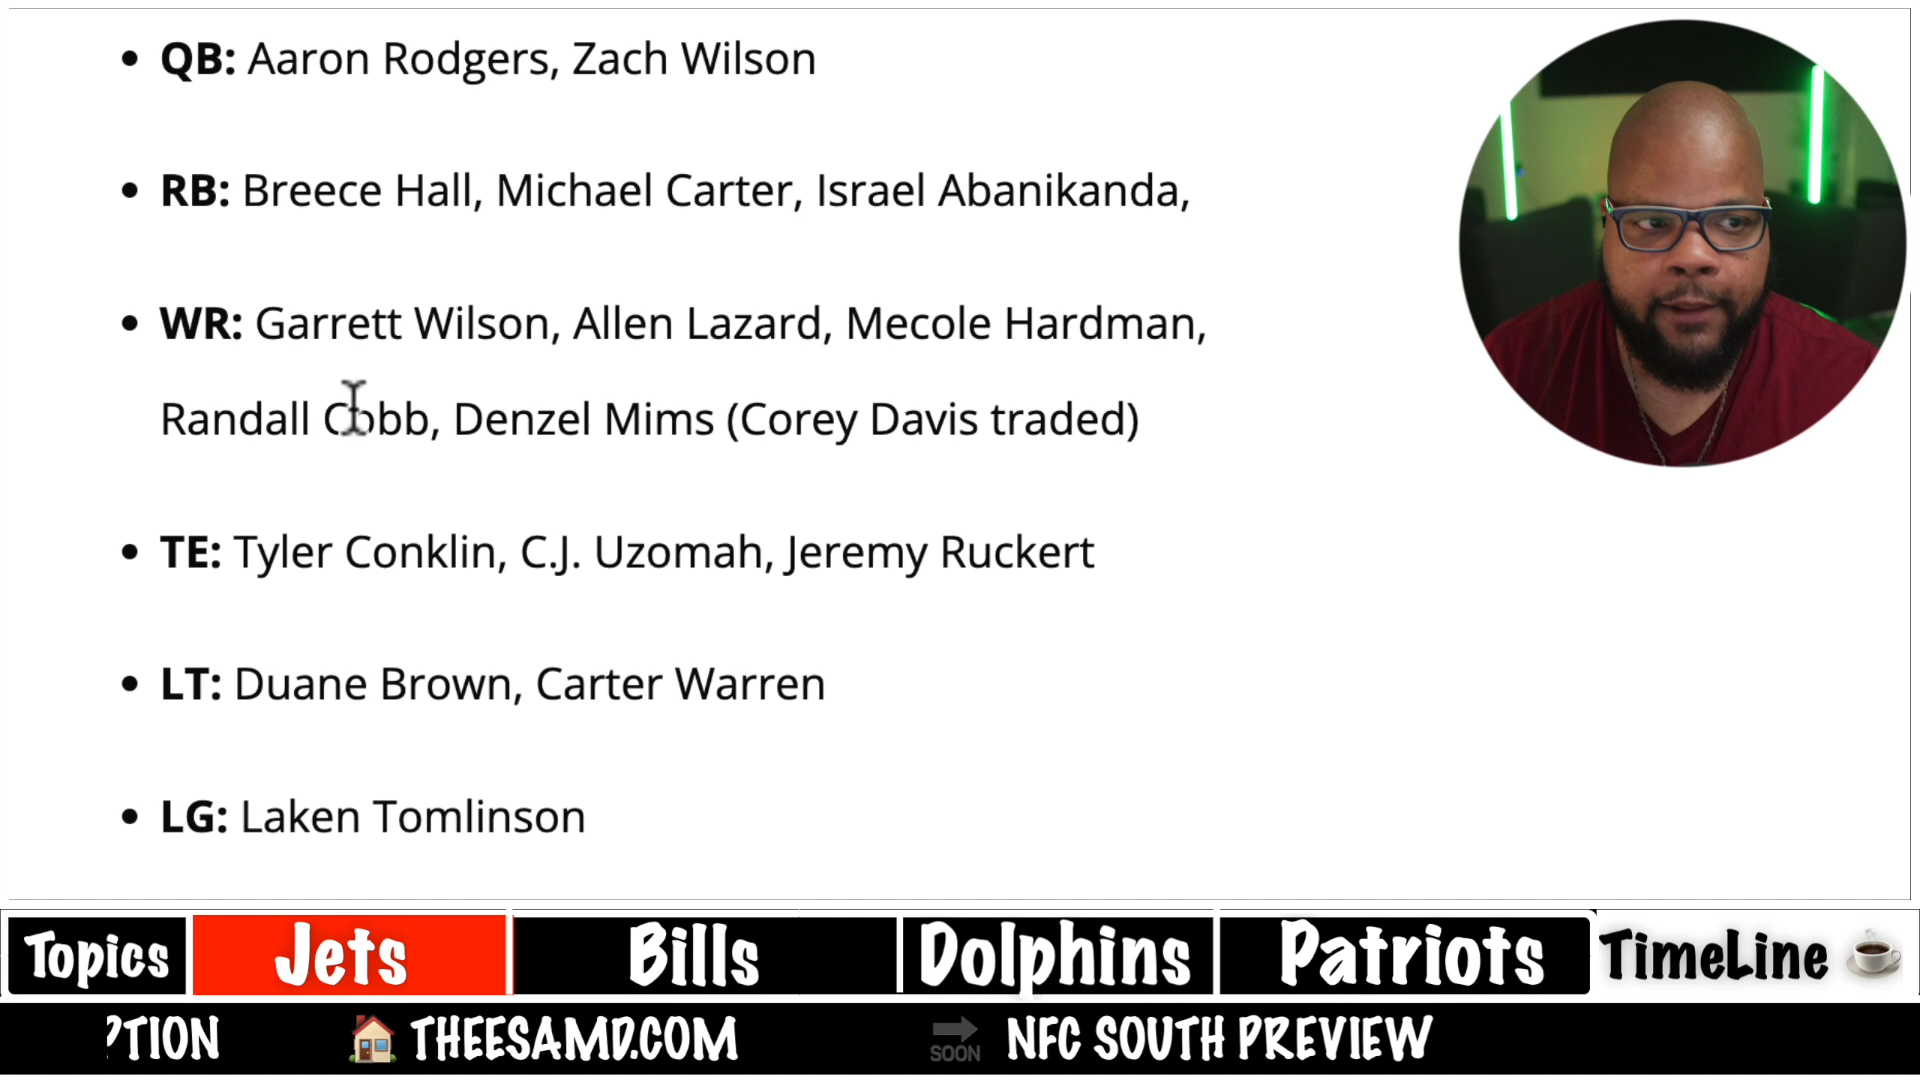 QB: Aaron Rodgers, Zach Wilson
RB: Breece Hall, Michael Carter, Israel Abanikanda,
WR: Garrett Wilson, Allen Lazard, Mecole Hardman,
Randall Cobb, Denzel Mims (Corey Davis traded)
TE: Tyler Conklin, C.J. Uzomah, Jeremy Ruckert
LT: Duane Brown, Carter Warren
LG: Laken Tomlinson
Topics Jets Bills Dolphins Patriots TimeLine
PTION THEESAMD.COM SOON NFC SOUTH PREVIEW